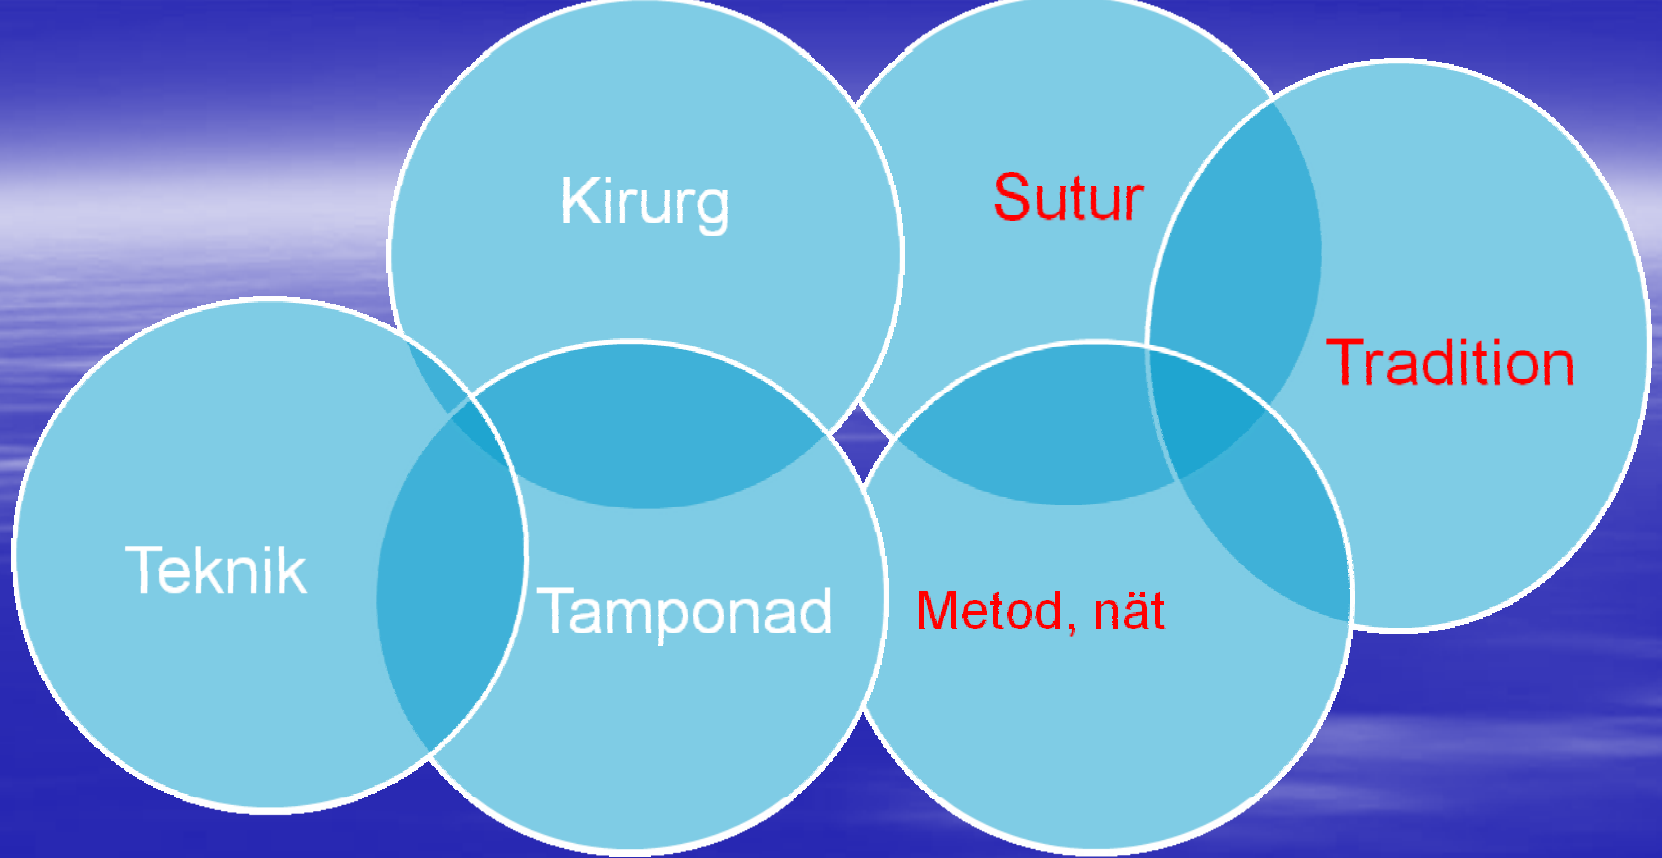 Kirurg
Sutur
Tradition
Teknik
Tamponad
Metod, nät